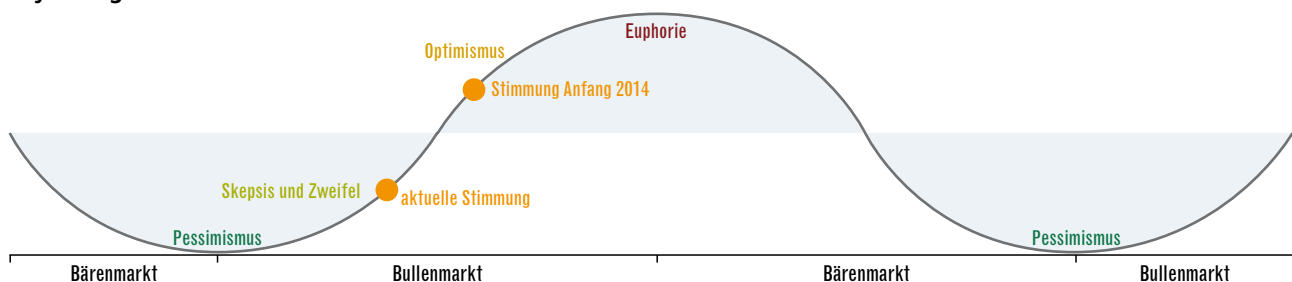 Euphorie
Optimismus
Stimmung Anfang 2014
Skepsis und Zweifel
aktuelle Stimmung
Pessimismus
Pessimismus
Bärenmarkt
Bullenmarkt
Bärenmarkt
Bullenmarkt